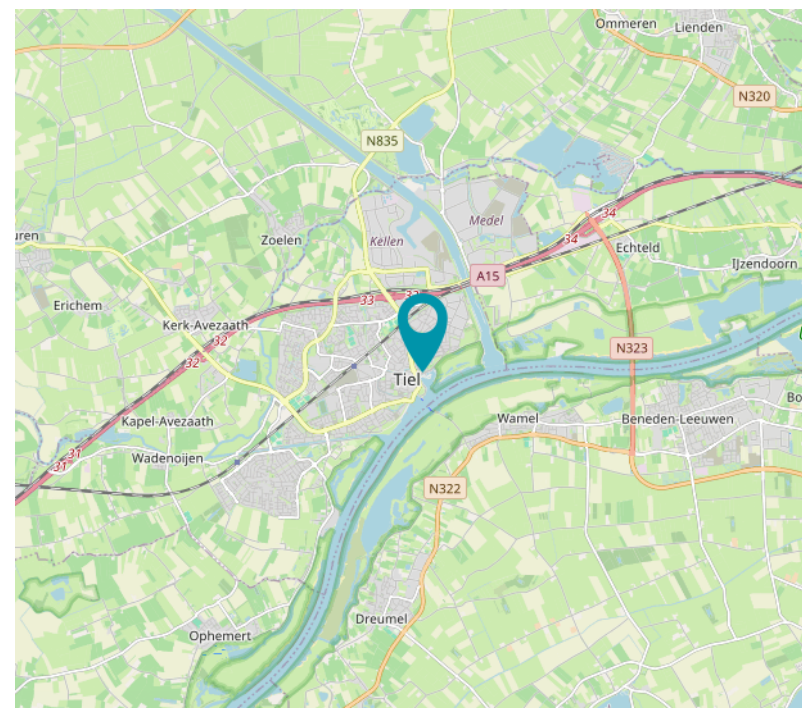 Ommeren
Lienden
N320
N835
Medel
Kellen
Zoelen
uren
34
34
Echteld
IJzendoorn
A15
33
Erichem
Kerk-Avezaath
32
32
N323
Tiel
Wamel
Beneden-Leeuwen
Bo
Kapel-Avezaath
31
31
Wadenoijen
N322
Dreumel
Ophemert